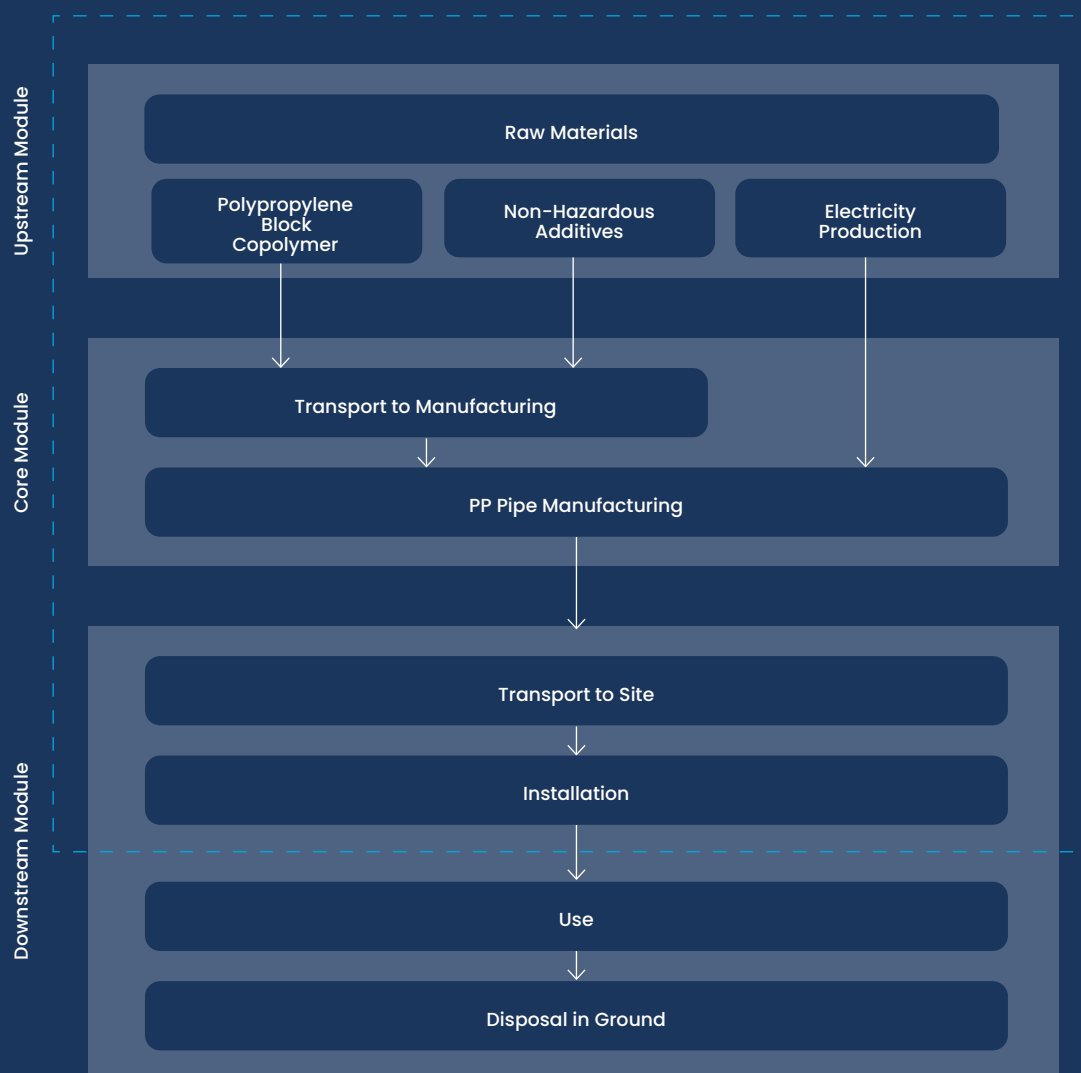 Upstream Module
Raw Materials
Polypropylene
Block
Copolymer
Non-Hazardous
Additives
Electricity
Production
Core Module
Transport to Manufacturing
PP Pipe Manufacturing
Downstream Module
Transport to Site
Installation
Use
Disposal in Ground